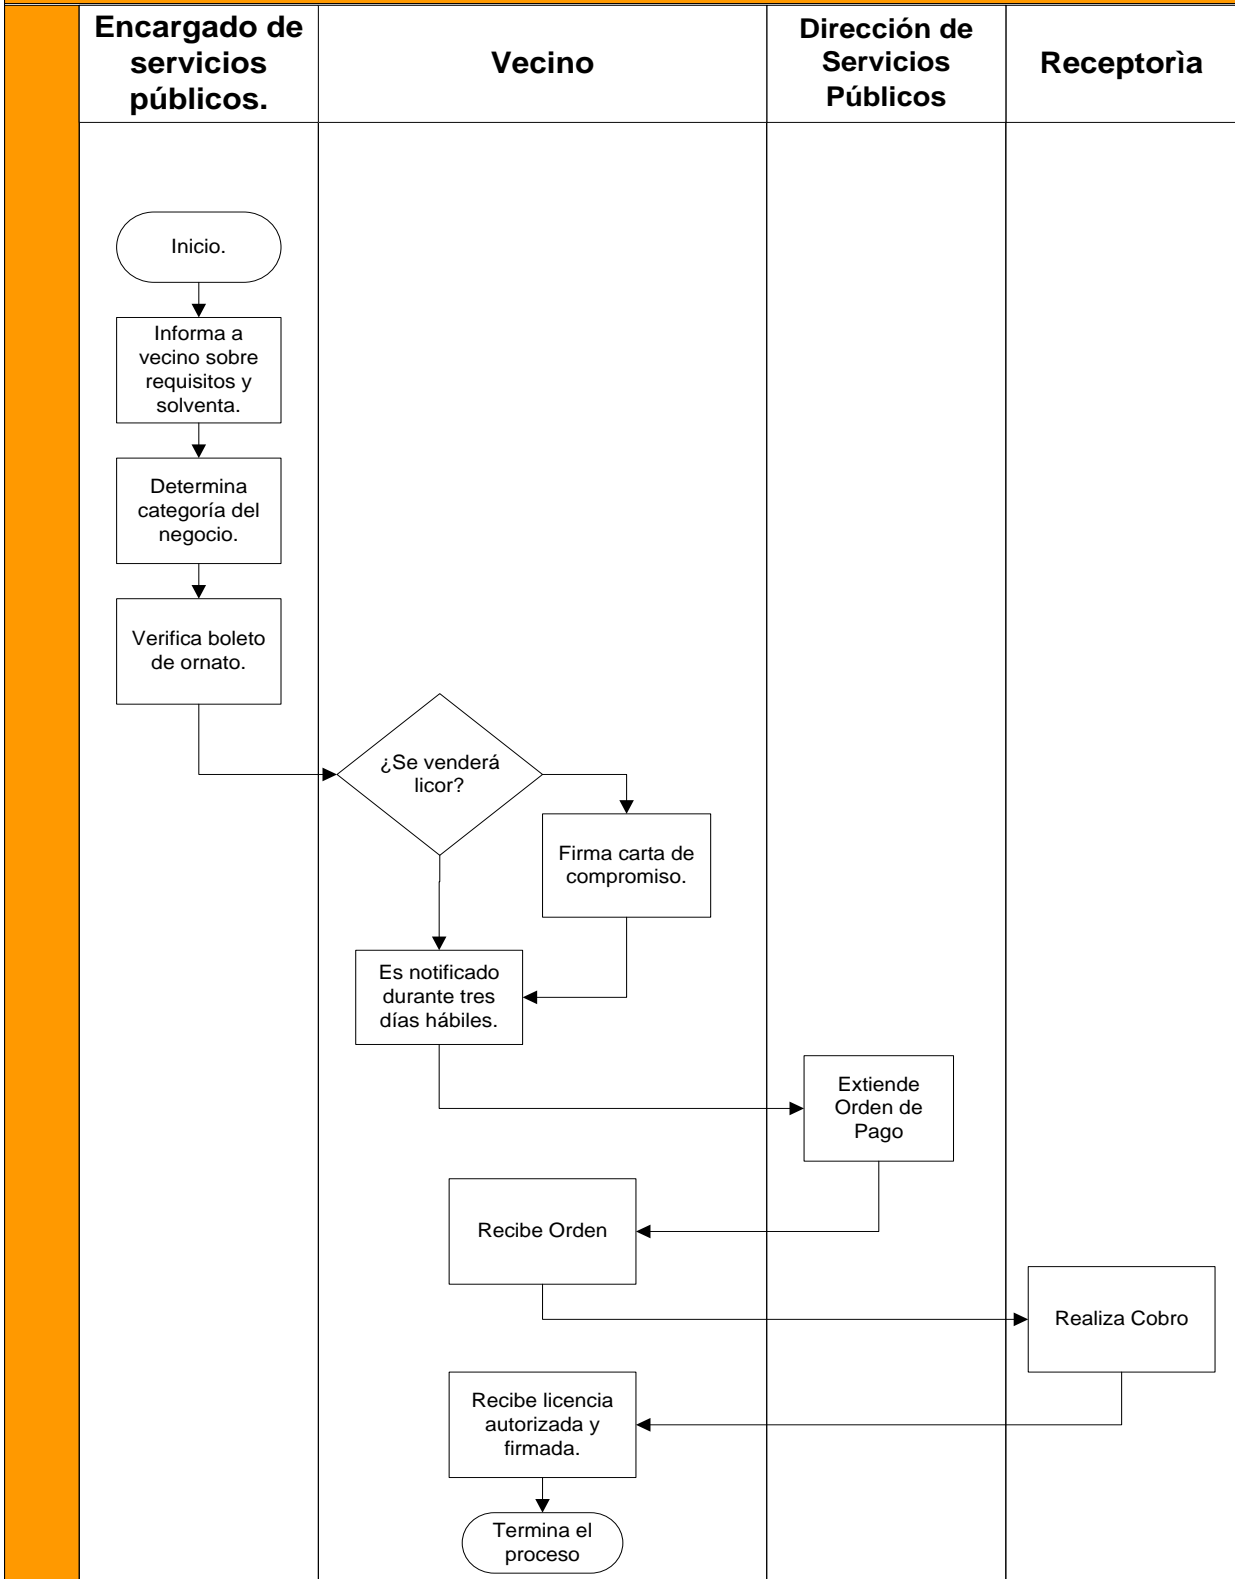 Encargado de
servicios
públicos.
Vecino
Dirección de
Servicios
Públicos
Receptorìa
Inicio.
Informa a
vecino sobre
requisitos y
solventa.
Determina
categoría del
negocio.
Verifica boleto
de ornato.
¿Se venderá
licor?
Firma carta de
compromiso.
Es notificado
durante tres
días hábiles.
Extiende
Orden de
Pago
Recibe Orden
Realiza Cobro
Recibe licencia
autorizada y
firmada.
Termina el
proceso